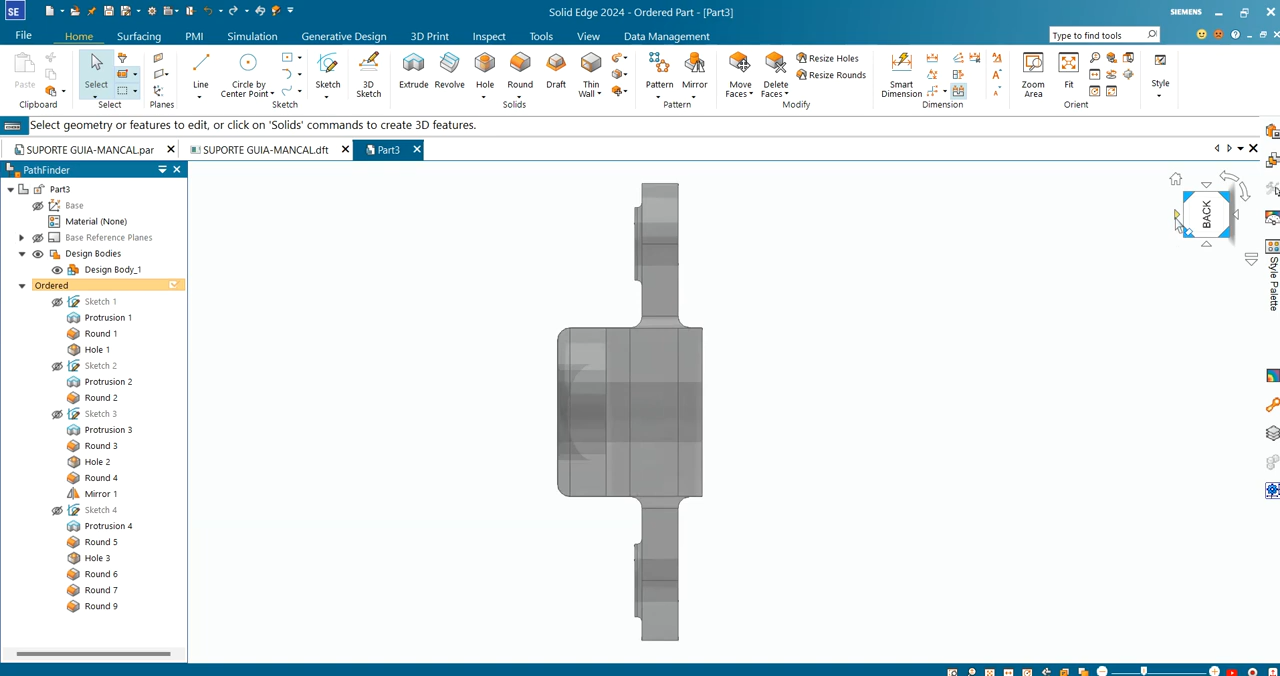 SE
Solid Edge 2024 - Ordered Part - [Part3]
SIEMENS
File Home Surfacing PMI Simulation Generative Design 3D Print Inspect Tools View Data Management
Type to find tools
Paste
Clipboard
Select
Select
Planes
Line
Circle by Center Point
Sketch
Sketch
3D Sketch
Extrude
Revolve
Hole
Round
Draft
Thin Wall
Solids
Pattern
Mirror
Pattern
Move Faces
Delete Faces
Resize Holes
Resize Rounds
Modify
Smart Dimension
Dimension
Zoom Area
Fit
Orient
Style
Select geometry or features to edit, or click on 'Solids' commands to create 3D features.
SUPORTE GUIA-MANCAL.par
SUPORTE GUIA-MANCAL.dft
Part3
PathFinder
Part3
Base
Material (None)
Base Reference Planes
Design Bodies
Design Body_1
Ordered
Sketch 1
Protrusion 1
Round 1
Hole 1
Sketch 2
Protrusion 2
Round 2
Sketch 3
Protrusion 3
Round 3
Hole 2
Round 4
Mirror 1
Sketch 4
Protrusion 4
Round 5
Hole 3
Round 6
Round 7
Round 9
BACK
Style Palette